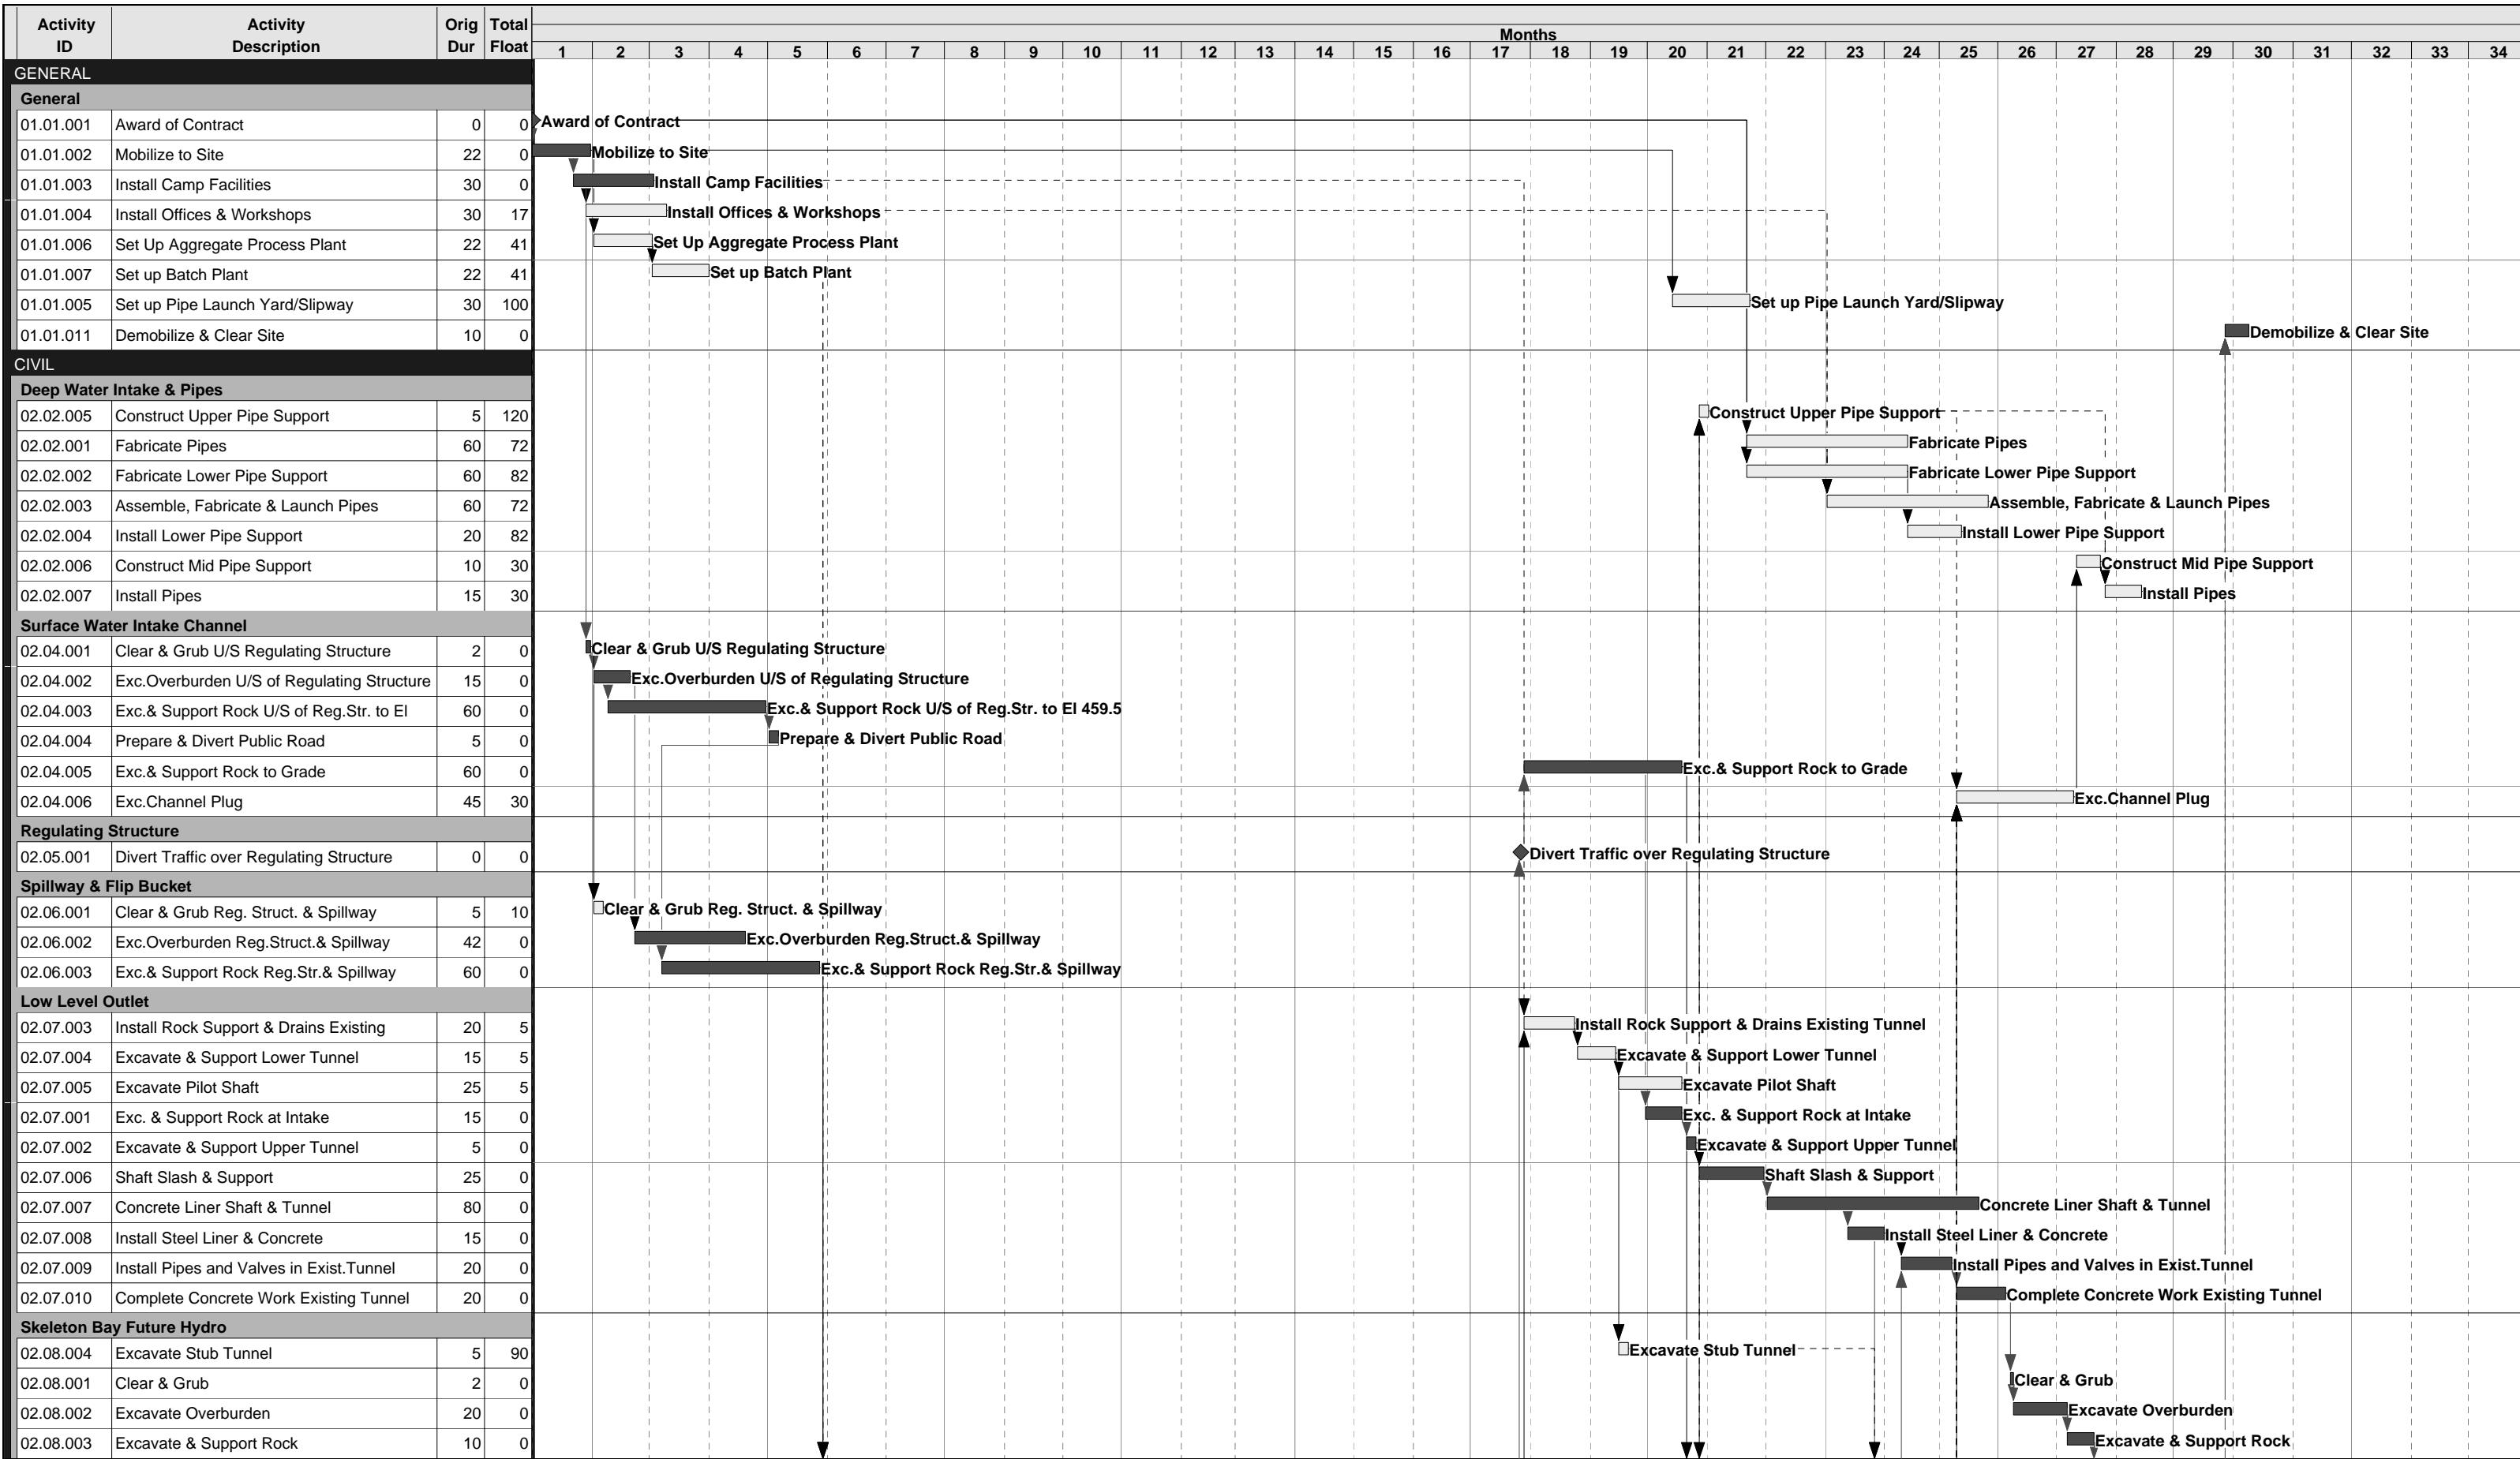 Activity Activity Orig Total
ID Description Dur Float
Months
1 2 3 4 5 6 7 8 9 10 11 12 13 14 15 16 17 18 19 20 21 22 23 24 25 26 27 28 29 30 31 32 33 34
GENERAL
General
01.01.001 Award of Contract 0 0 Award of Contract
01.01.002 Mobilize to Site 22 0 Mobilize to Site
01.01.003 Install Camp Facilities 30 0 Install Camp Facilities
01.01.004 Install Offices & Workshops 30 17 Install Offices & Workshops
01.01.006 Set Up Aggregate Process Plant 22 41 Set Up Aggregate Process Plant
01.01.007 Set up Batch Plant 22 41 Set up Batch Plant
01.01.005 Set up Pipe Launch Yard/Slipway 30 100 Set up Pipe Launch Yard/Slipway
01.01.011 Demobilize & Clear Site 10 0 Demobilize & Clear Site
CIVIL
Deep Water Intake & Pipes
02.02.005 Construct Upper Pipe Support 5 120 Construct Upper Pipe Support
02.02.001 Fabricate Pipes 60 72 Fabricate Pipes
02.02.002 Fabricate Lower Pipe Support 60 82 Fabricate Lower Pipe Support
02.02.003 Assemble, Fabricate & Launch Pipes 60 72 Assemble, Fabricate & Launch Pipes
02.02.004 Install Lower Pipe Support 20 82 Install Lower Pipe Support
02.02.006 Construct Mid Pipe Support 10 30 Construct Mid Pipe Support
02.02.007 Install Pipes 15 30 Install Pipes
Surface Water Intake Channel
02.04.001 Clear & Grub U/S Regulating Structure 2 0 Clear & Grub U/S Regulating Structure
02.04.002 Exc.Overburden U/S of Regulating Structure 15 0 Exc.Overburden U/S of Regulating Structure
02.04.003 Exc.& Support Rock U/S of Reg.Str. to El 60 0 Exc.& Support Rock U/S of Reg.Str. to El 459.5
02.04.004 Prepare & Divert Public Road 5 0 Prepare & Divert Public Road
02.04.005 Exc.& Support Rock to Grade 60 0 Exc.& Support Rock to Grade
02.04.006 Exc.Channel Plug 45 30 Exc.Channel Plug
Regulating Structure
02.05.001 Divert Traffic over Regulating Structure 0 0 Divert Traffic over Regulating Structure
Spillway & Flip Bucket
02.06.001 Clear & Grub Reg. Struct. & Spillway 5 10 Clear & Grub Reg. Struct. & Spillway
02.06.002 Exc.Overburden Reg.Struct.& Spillway 42 0 Exc.Overburden Reg.Struct.& Spillway
02.06.003 Exc.& Support Rock Reg.Str.& Spillway 60 0 Exc.& Support Rock Reg.Str.& Spillway
Low Level Outlet
02.07.003 Install Rock Support & Drains Existing 20 5 Install Rock Support & Drains Existing Tunnel
02.07.004 Excavate & Support Lower Tunnel 15 5 Excavate & Support Lower Tunnel
02.07.005 Excavate Pilot Shaft 25 5 Excavate Pilot Shaft
02.07.001 Exc. & Support Rock at Intake 15 0 Exc. & Support Rock at Intake
02.07.002 Excavate & Support Upper Tunnel 5 0 Excavate & Support Upper Tunnel
02.07.006 Shaft Slash & Support 25 0 Shaft Slash & Support
02.07.007 Concrete Liner Shaft & Tunnel 80 0 Concrete Liner Shaft & Tunnel
02.07.008 Install Steel Liner & Concrete 15 0 Install Steel Liner & Concrete
02.07.009 Install Pipes and Valves in Exist.Tunnel 20 0 Install Pipes and Valves in Exist.Tunnel
02.07.010 Complete Concrete Work Existing Tunnel 20 0 Complete Concrete Work Existing Tunnel
Skeleton Bay Future Hydro
02.08.004 Excavate Stub Tunnel 5 90 Excavate Stub Tunnel
02.08.001 Clear & Grub 2 0 Clear & Grub
02.08.002 Excavate Overburden 20 0 Excavate Overburden
02.08.003 Excavate & Support Rock 10 0 Excavate & Support Rock